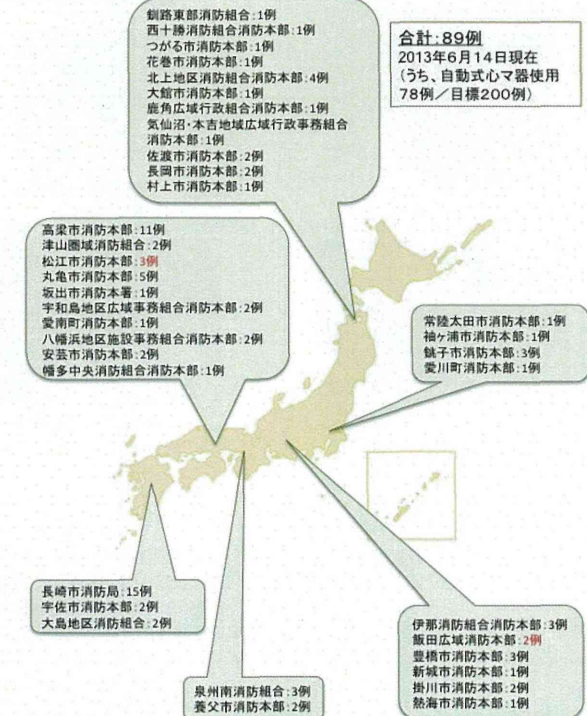 釧路東部消防組合:1例
西十勝消防組合消防本部:1例
つがる市消防本部:1例
花巻市消防本部:1例
北上地区消防組合消防本部:4例
大館市消防本部:1例
鹿角広域行政組合消防本部:1例
気仙沼・本吉地域広域行政事務組合
消防本部:1例
佐渡市消防本部:2例
長岡市消防本部:2例
村上市消防本部:1例
合計:89例
2013年6月14日現在
(うち、自動式心マ器使用
78例/目標200例)
高梁市消防本部:11例
津山圏域消防組合:2例
松江市消防本部:3例
丸亀市消防本部:5例
坂出市消防本署:1例
宇和島地区広域事務組合消防本部:2例
愛南町消防本部:1例
八幡浜地区施設事務組合消防本部:2例
安芸市消防本部:2例
幡多中央消防組合消防本部:1例
常陸太田市消防本部:1例
袖ヶ浦市消防本部:1例
銚子市消防本部:3例
愛川町消防本部:1例
長崎市消防局:15例
宇佐市消防本部:2例
大島地区消防組合:2例
泉州南消防組合:3例
養父市消防本部:2例
伊那消防組合消防本部:3例
飯田広域消防本部:2例
豊橋市消防本部:3例
新城市消防本部:1例
掛川市消防本部:2例
熱海市消防本部:1例